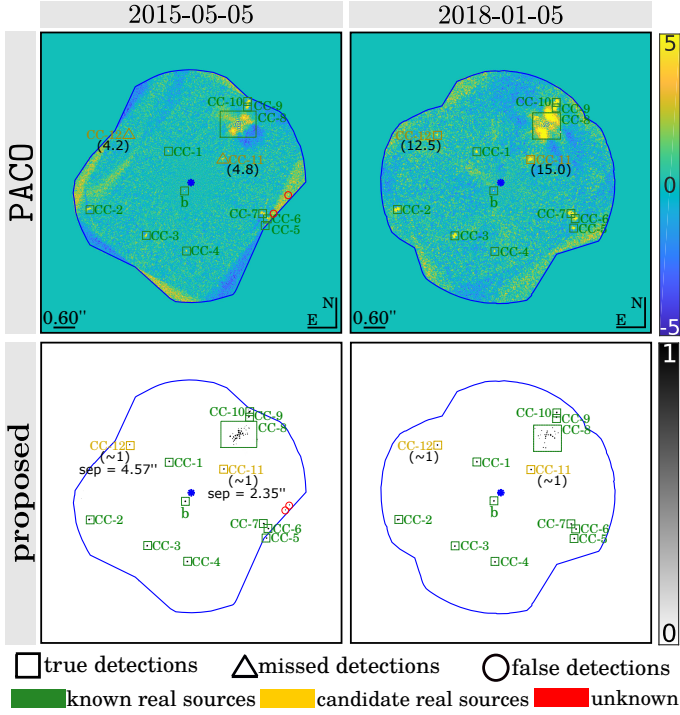 2015-05-05
2018-01-05
PACO
CC-10
CC-9
CC-8
CC-12
(4.2)
CC-1
CC-11
(4.8)
b
CC-2
CC-7
CC-6
CC-5
CC-3
CC-4
0.60"
N
E
CC-10
CC-9
CC-8
CC-12
(12.5)
CC-1
CC-11
(15.0)
b
CC-2
CC-7
CC-6
CC-5
CC-3
CC-4
0.60"
N
E
5
0
-5
proposed
CC-10
CC-9
CC-8
CC-12
(~1)
sep = 4.57"
CC-1
CC-11
(~1)
sep = 2.35"
b
CC-2
CC-7
CC-6
CC-5
CC-3
CC-4
CC-10
CC-9
CC-8
CC-12
(~1)
CC-1
CC-11
(~1)
b
CC-2
CC-7
CC-6
CC-5
CC-3
CC-4
1
0
true detections
missed detections
false detections
known real sources
candidate real sources
unknown